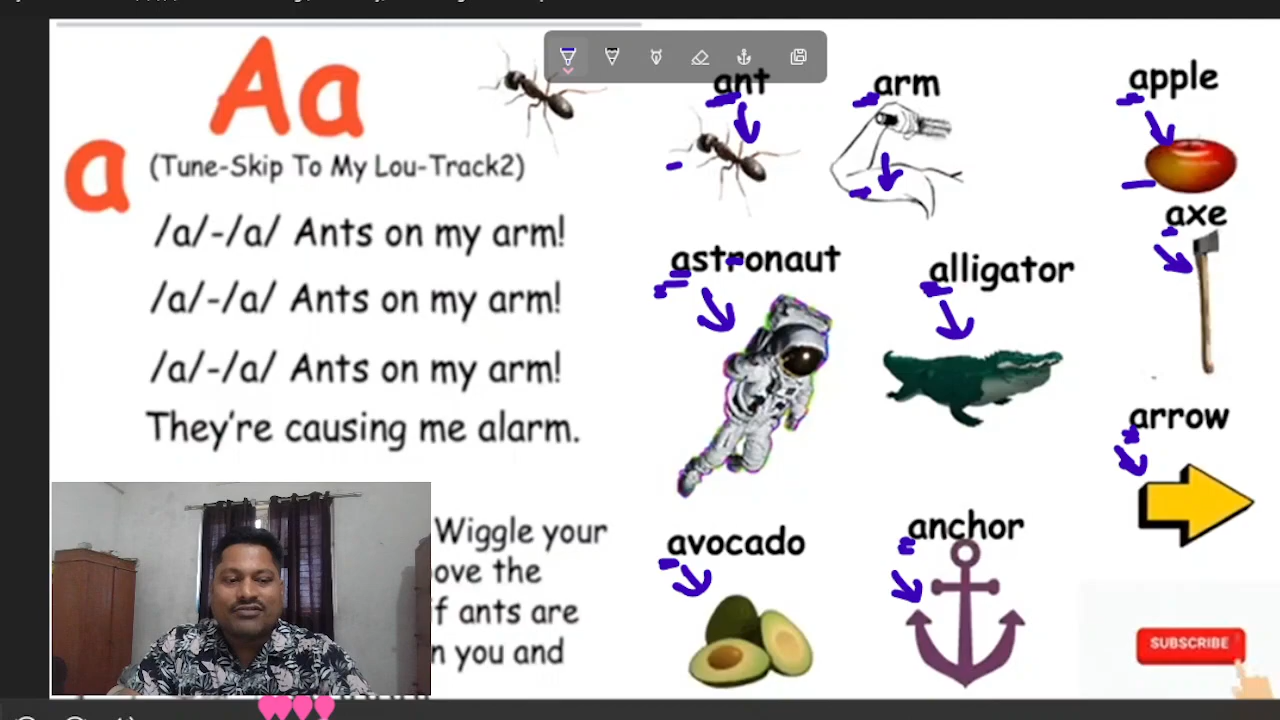 Aa
a
(Tune-Skip To My Lou-Track2)
/a/-/a/ Ants on my arm!
/a/-/a/ Ants on my arm!
/a/-/a/ Ants on my arm!
They're causing me alarm.
Wiggle your
ove the
f ants are
n you and
ant
arm
apple
axe
astronaut
alligator
arrow
avocado
anchor
SUBSCRIBE